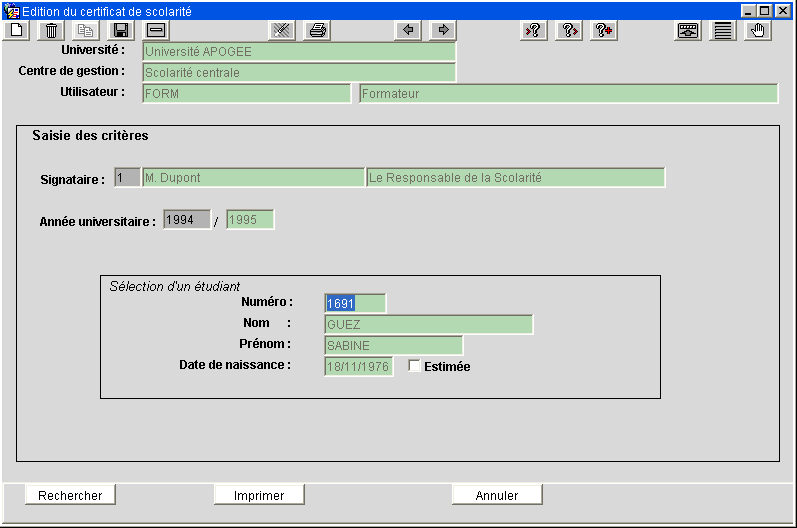 Edition du certificat de scolarité
Université : Université APOGEE
Centre de gestion : Scolarité centrale
Utilisateur : FORM Formateur
Saisie des critères
Signataire : 1 M. Dupont Le Responsable de la Scolarité
Année universitaire : 1994 / 1995
Sélection d'un étudiant
Numéro : 1691
Nom : GUEZ
Prénom : SABINE
Date de naissance : 18/11/1976 Estimée
Rechercher Imprimer Annuler